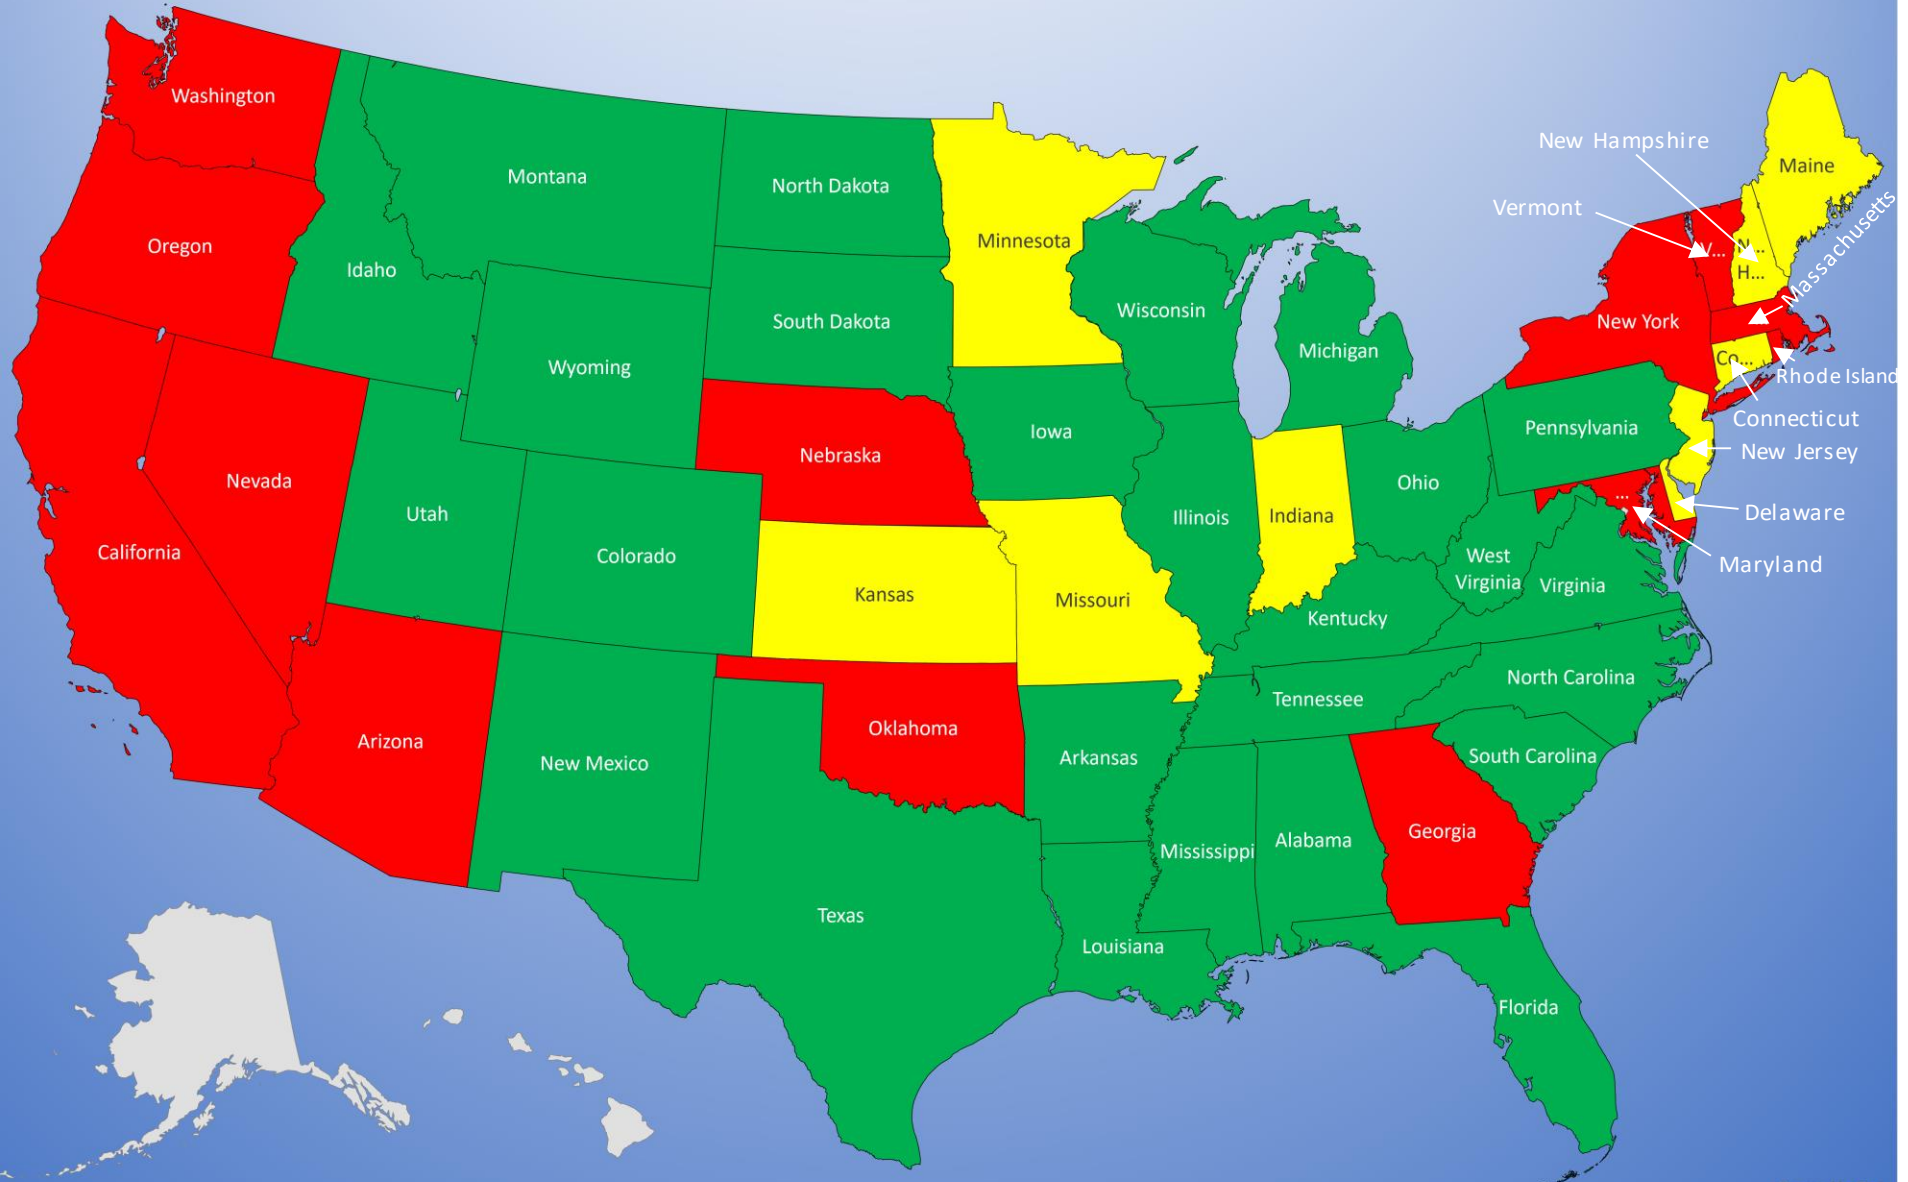 Washington
Montana
North Dakota
Minnesota
New Hampshire
Maine
Vermont
Massachusetts
Oregon
Idaho
V...
N...
H...
South Dakota
Wisconsin
New York
Wyoming
Michigan
Co...
Rhode Island
Connecticut
Nebraska
Iowa
Pennsylvania
New Jersey
Nevada
Utah
Ohio
...
Illinois
Indiana
Delaware
California
Colorado
West
Virginia
Virginia
Maryland
Kansas
Missouri
Kentucky
North Carolina
Tennessee
Arizona
New Mexico
Oklahoma
Arkansas
South Carolina
Mississippi
Alabama
Georgia
Texas
Louisiana
Florida